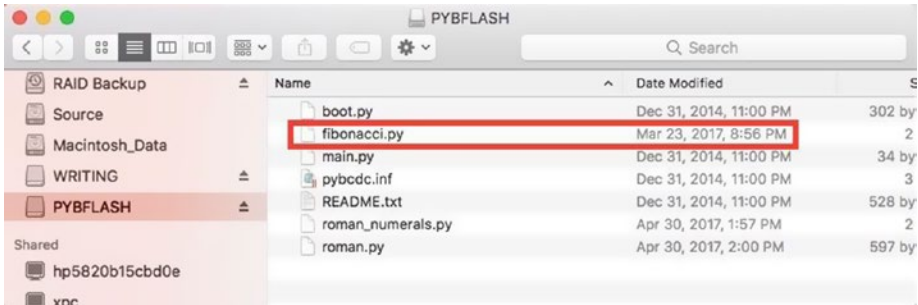 PYBFLASH
Search
RAID Backup
Source
Macintosh_Data
WRITING
PYBFLASH
Shared
hp5820b15cbd0e
xpc
Name Date Modified S
boot.py Dec 31, 2014, 11:00 PM 302 by
fibonacci.py Mar 23, 2017, 8:56 PM 2
main.py Dec 31, 2014, 11:00 PM 34 by
pybcdc.inf Dec 31, 2014, 11:00 PM 3
README.txt Dec 31, 2014, 11:00 PM 528 by
roman_numerals.py Apr 30, 2017, 1:57 PM 2
roman.py Apr 30, 2017, 2:00 PM 597 by